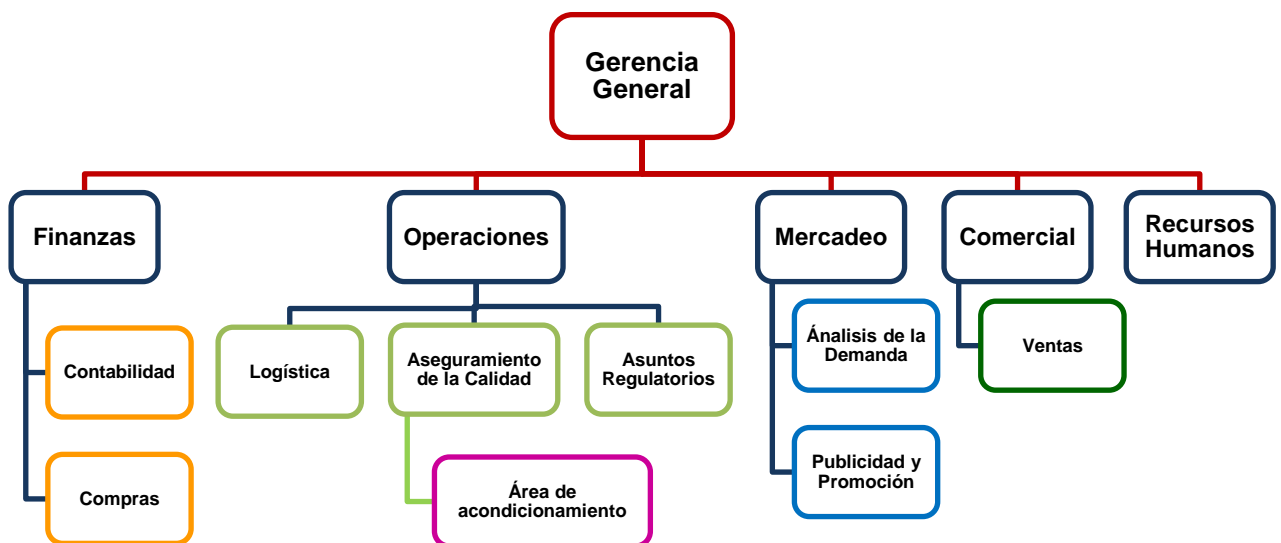 Gerencia
General
Finanzas
Operaciones
Mercadeo
Comercial
Recursos
Humanos
Contabilidad
Logística
Aseguramiento
de la Calidad
Asuntos
Regulatorios
Ánalisis de la
Demanda
Ventas
Compras
Área de
acondicionamiento
Publicidad y
Promoción